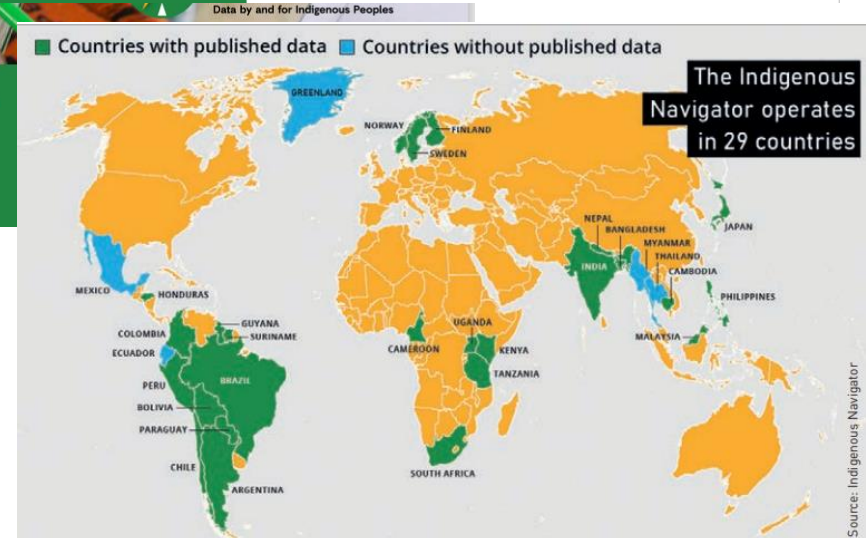 Data by and for Indigenous Peoples
Countries with published data
Countries without published data
The Indigenous
Navigator operates
in 29 countries
GREENLAND
NORWAY
FINLAND
SWEDEN
JAPAN
NEPAL
BANGLADESH
MYANMAR
THAILAND
INDIA
CAMBODIA
PHILIPPINES
MALAYSIA
MEXICO
HONDURAS
GUYANA
COLOMBIA
SURINAME
ECUADOR
PERU
BRAZIL
BOLIVIA
PARAGUAY
CHILE
ARGENTINA
UGANDA
CAMEROON
KENYA
TANZANIA
SOUTH AFRICA
Source: Indigenous Navigator